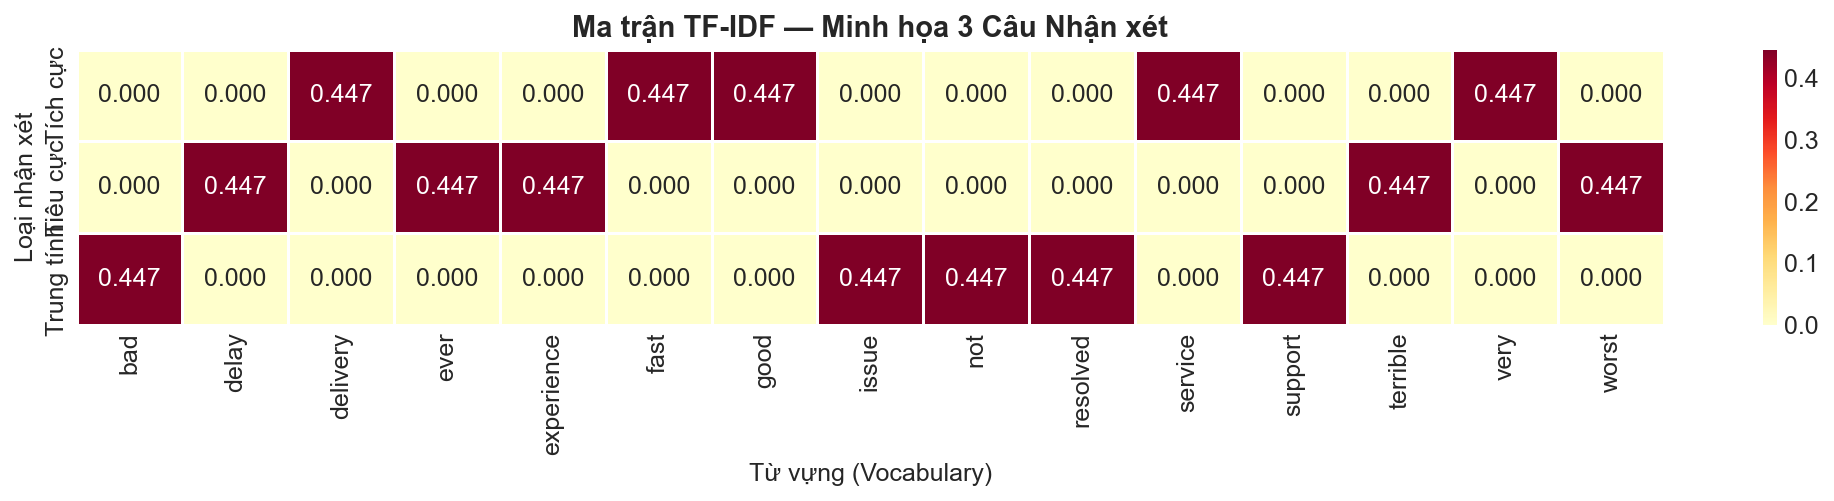 Ma trận TF-IDF — Minh họa 3 Câu Nhận xét
Loại nhận xét
Tích cực
0.000 0.000 0.447 0.000 0.000 0.447 0.447 0.000 0.000 0.000 0.447 0.000 0.000 0.447 0.000
Tiêu cực
0.000 0.447 0.000 0.447 0.447 0.000 0.000 0.000 0.000 0.000 0.000 0.000 0.447 0.000 0.447
Trung tính
0.447 0.000 0.000 0.000 0.000 0.000 0.000 0.447 0.447 0.447 0.000 0.447 0.000 0.000 0.000
bad delay delivery ever experience fast good issue not resolved service support terrible very worst
Từ vựng (Vocabulary)
0.4
0.3
0.2
0.1
0.0